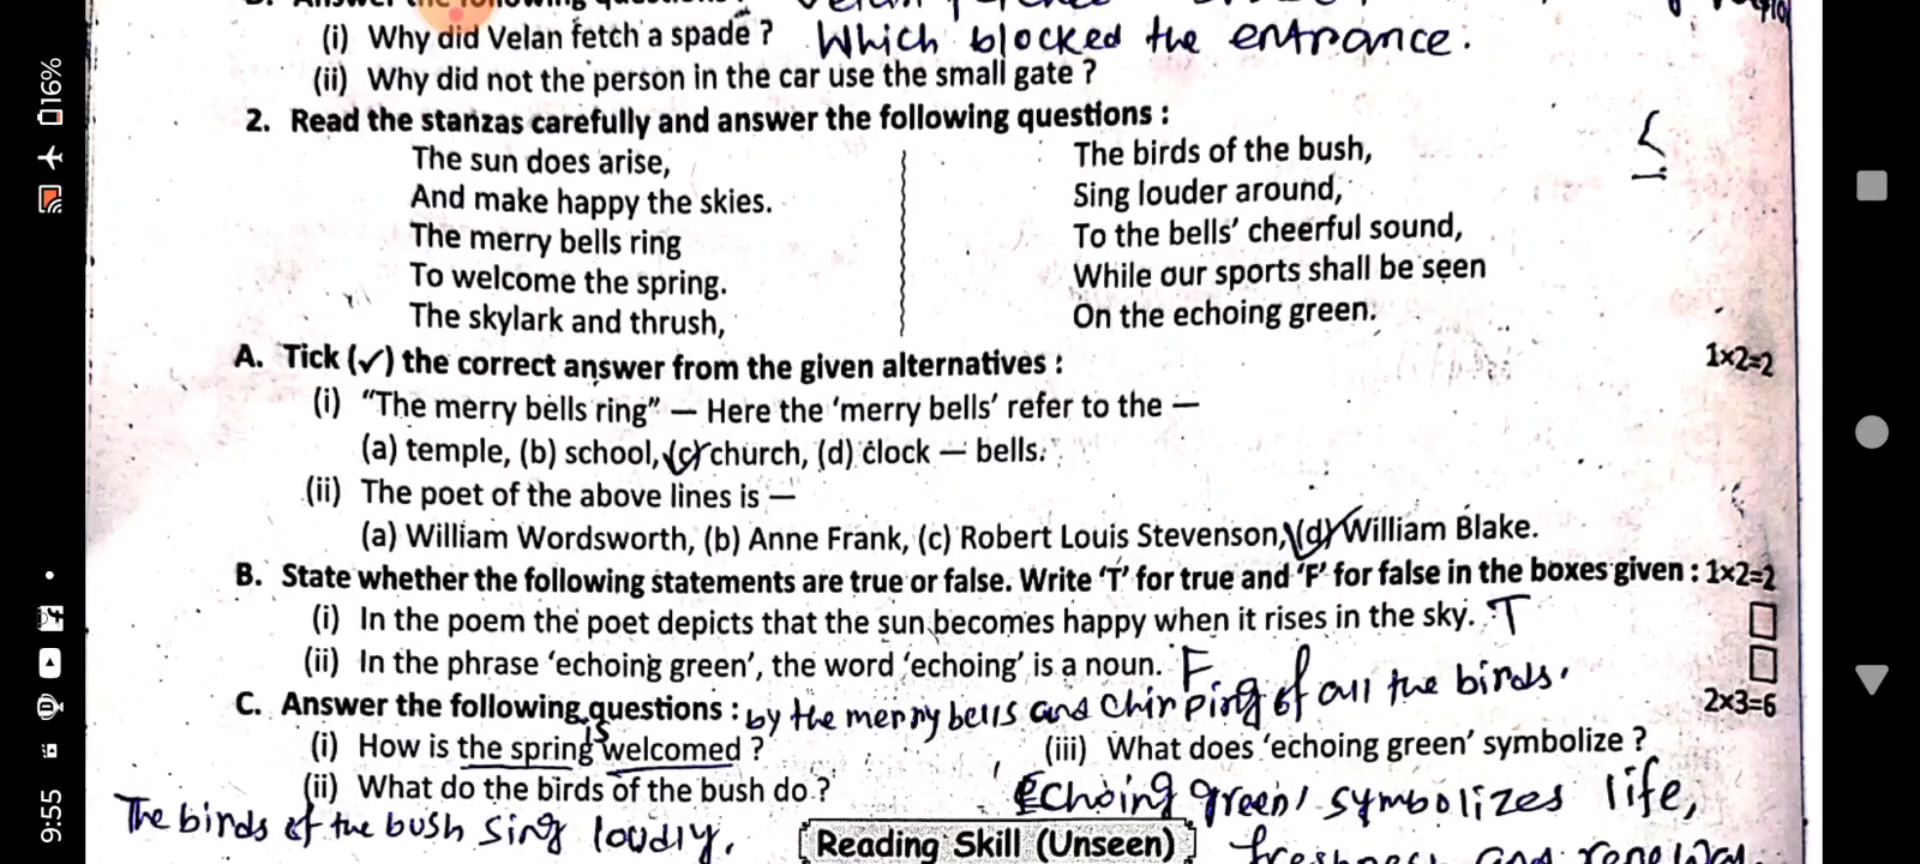 (i) Why did Velan fetch a spade ? Which blocked the entrance.
(ii) Why did not the person in the car use the small gate ?
2. Read the stanzas carefully and answer the following questions :
The sun does arise,
And make happy the skies.
The merry bells ring
To welcome the spring.
The skylark and thrush,
The birds of the bush,
Sing louder around,
To the bells' cheerful sound,
While our sports shall be seen
On the echoing green.
A. Tick (✓) the correct answer from the given alternatives : 1×2=2
(i) "The merry bells ring" — Here the 'merry bells' refer to the —
(a) temple, (b) school, (c) church, (d) clock — bells.
(ii) The poet of the above lines is —
(a) William Wordsworth, (b) Anne Frank, (c) Robert Louis Stevenson, (d) William Blake.
B. State whether the following statements are true or false. Write 'T' for true and 'F' for false in the boxes given : 1×2=2
(i) In the poem the poet depicts that the sun becomes happy when it rises in the sky. T
(ii) In the phrase 'echoing green', the word 'echoing' is a noun. F
C. Answer the following questions : by the merry bells and chirping of all the birds. 2×3=6
(i) How is the spring is welcomed ?
(ii) What do the birds of the bush do ?
The birds of the bush sing loudly.
(iii) What does 'echoing green' symbolize ?
Echoing green' symbolizes life,
freshness and renewal
Reading Skill (Unseen)
16%
9:55